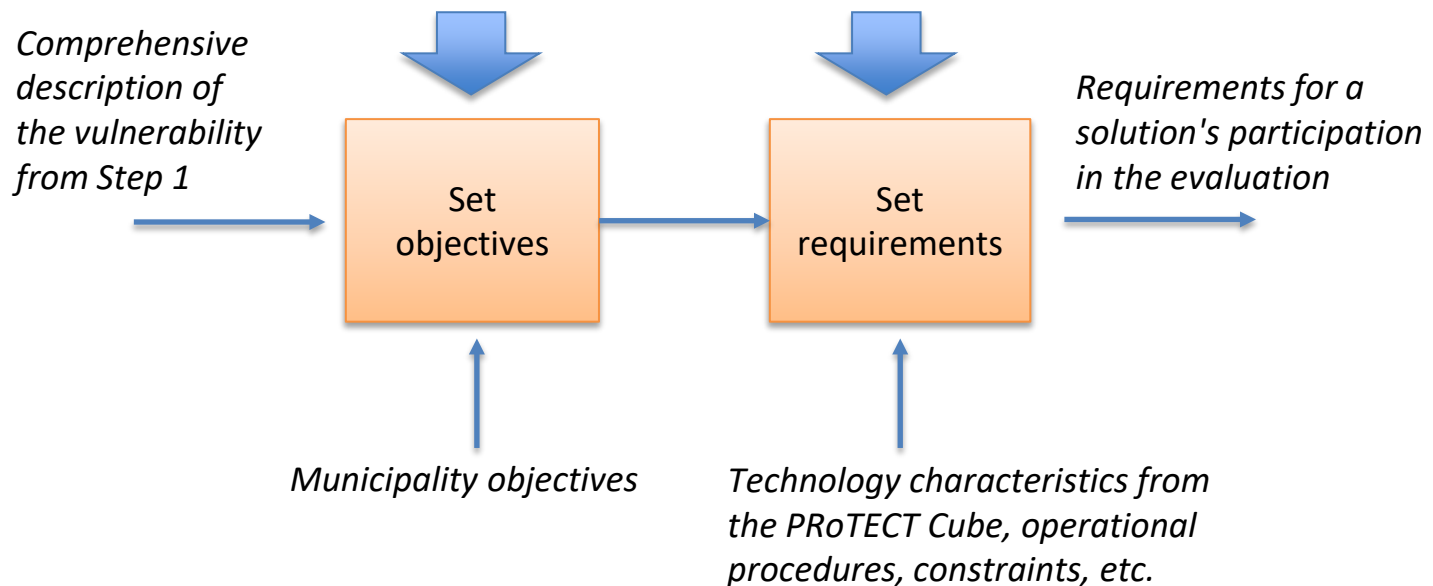 Comprehensive
description of
the vulnerability
from Step 1
Set
objectives
Set
requirements
Requirements for a
solution's participation
in the evaluation
Municipality objectives
Technology characteristics from
the PRoTECT Cube, operational
procedures, constraints, etc.